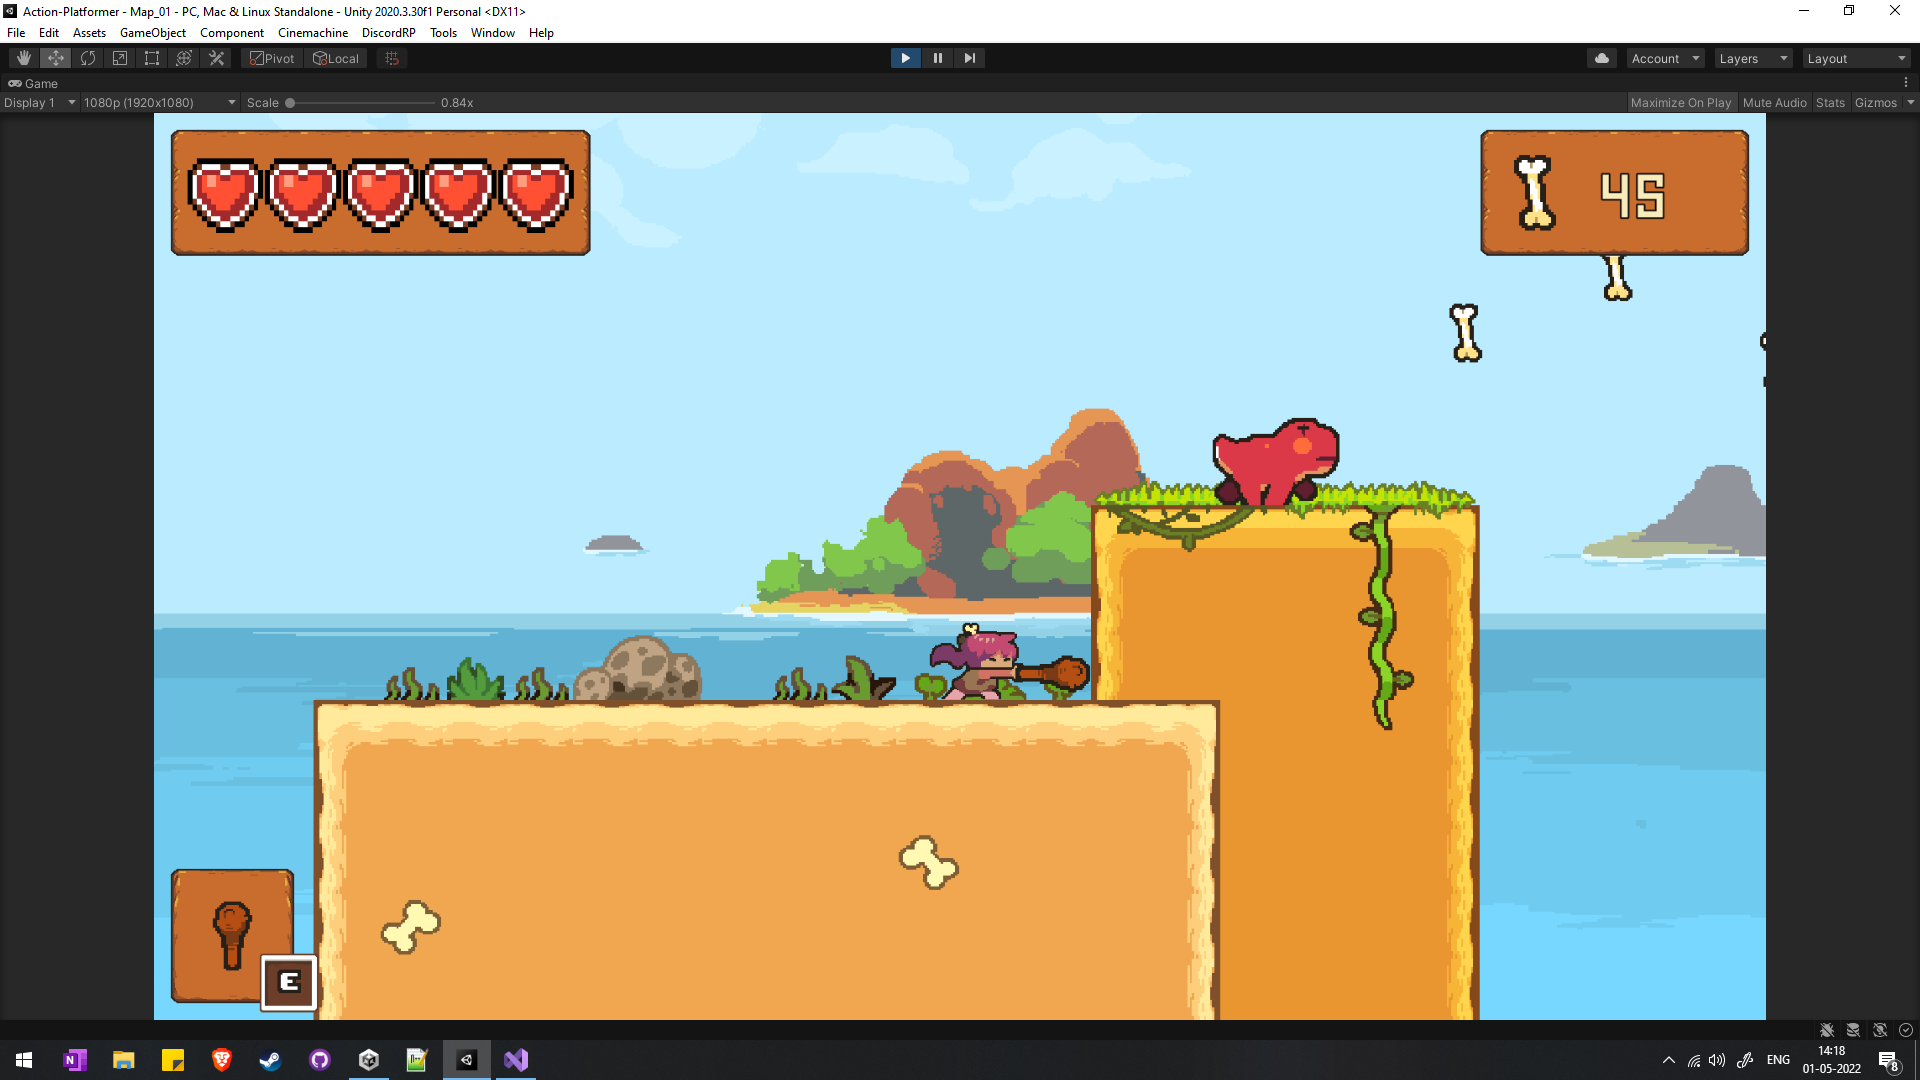 Action-Platformer - Map_01 - PC, Mac & Linux Standalone - Unity 2020.3.30f1 Personal <DX11>
File Edit Assets GameObject Component Cinemachine DiscordRP Tools Window Help
Pivot Local Account Layers Layout
Game
Display 1 1080p (1920x1080) Scale 0.84x Maximize On Play Mute Audio Stats Gizmos
45
E
N
ENG
14:18
01-05-2022
8